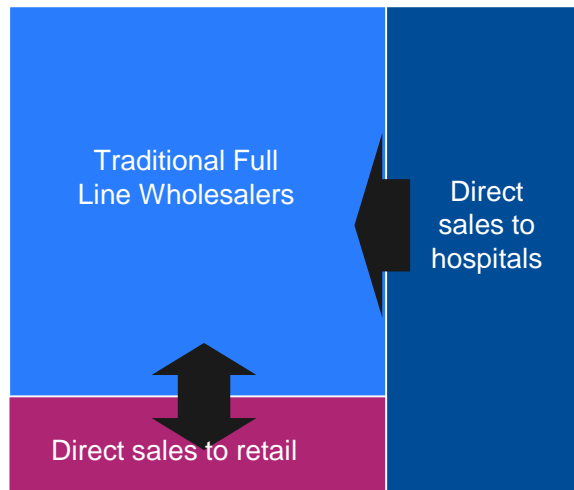 Traditional Full
Line Wholesalers
Direct
sales to
hospitals
Direct sales to retail